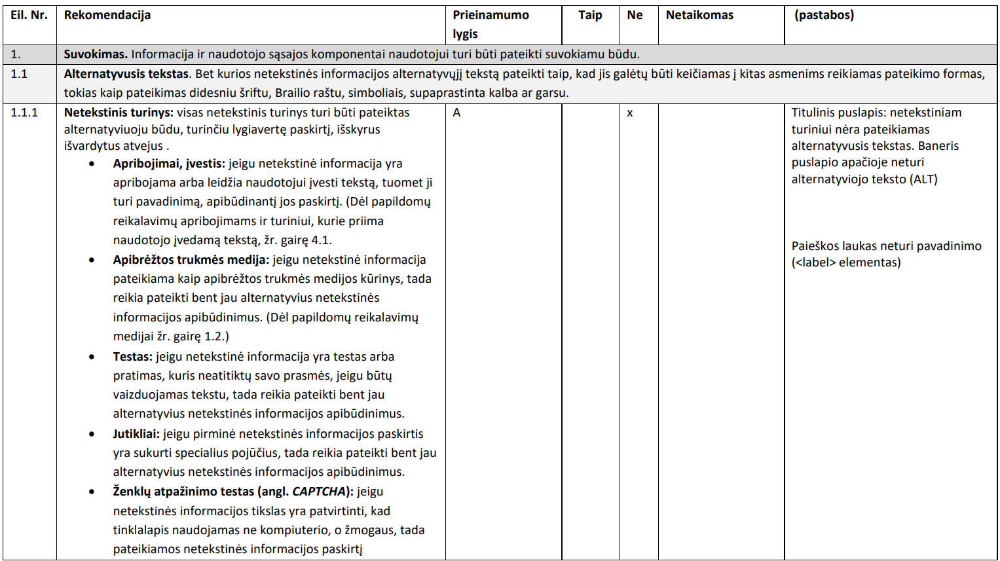 Eil. Nr. Rekomendacija Prieinamumo lygis Taip Ne Netaikomas (pastabos)
1. Suvokimas. Informacija ir naudotojo sąsajos komponentai naudotojui turi būti pateikti suvokiamu būdu.
1.1 Alternatyvusis tekstas. Bet kurios netekstinės informacijos alternatyvųjį tekstą pateikti taip, kad jis galėtų būti keičiamas į kitas asmenims reikiamas pateikimo formas,
tokias kaip pateikimas didesniu šriftu, Brailio raštu, simboliais, supaprastinta kalba ar garsu.
1.1.1
Netekstinis turinys: visas netekstinis turinys turi būti pateiktas
alternatyviuoju būdu, turinčiu lygiavertę paskirtį, išskyrus
išvardytus atvejus .
• Apribojimai, įvestis: jeigu netekstinė informacija yra
apribojama arba leidžia naudotojui įvesti tekstą, tuomet ji
turi pavadinimą, apibūdinantį jos paskirtį. (Dėl papildomų
reikalavimų apribojimams ir turiniui, kurie priima
naudotojo įvedamą tekstą, žr. gairę 4.1.
• Apibrėžtos trukmės medija: jeigu netekstinė informacija
pateikiama kaip apibrėžtos trukmės medijos kūrinys, tada
reikia pateikti bent jau alternatyvius netekstinės
informacijos apibūdinimus. (Dėl papildomų reikalavimų
medijai žr. gairę 1.2.)
• Testas: jeigu netekstinė informacija yra testas arba
pratimas, kuris neatitiktų savo prasmės, jeigu būtų
vaizduojamas tekstu, tada reikia pateikti bent jau
alternatyvius netekstinės informacijos apibūdinimus.
• Jutikliai: jeigu pirminė netekstinės informacijos paskirtis
yra sukurti specialius pojūčius, tada reikia pateikti bent jau
alternatyvius netekstinės informacijos apibūdinimus.
• Ženklų atpažinimo testas (angl. CAPTCHA): jeigu
netekstinės informacijos tikslas yra patvirtinti, kad
tinklalapis naudojamas ne kompiuterio, o žmogaus, tada
pateikiamos netekstinės informacijos paskirtį
A
x
Titulinis puslapis: netekstiniam
turiniui nėra pateikiamas
alternatyvusis tekstas. Baneris
puslapio apačioje neturi
alternatyviojo teksto (ALT)
Paieškos laukas neturi pavadinimo
(<label> elementas)